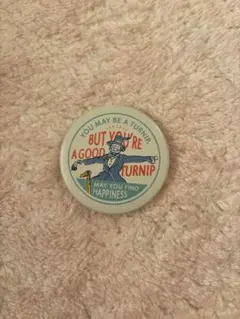 YOU MAY BE A TURNIP,
BUT YOU'RE
A GOOD
TURNIP
MAY YOU FIND
HAPPINESS